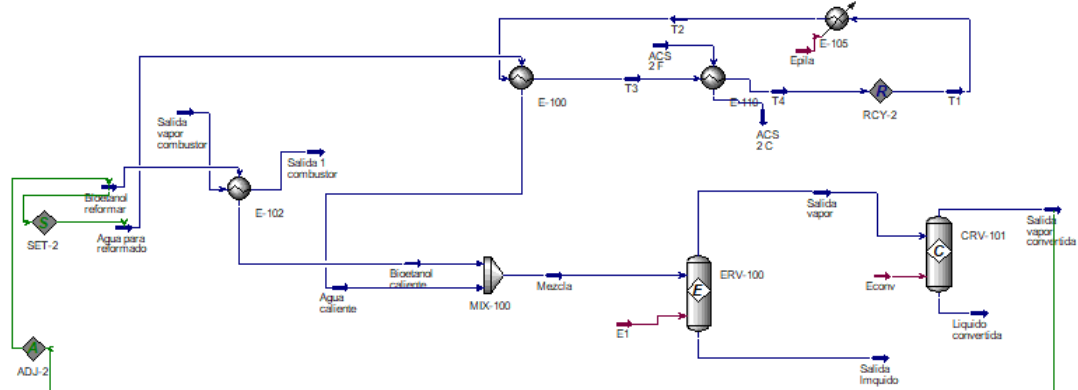 T2
E-105
T1
Epila
ACS
2 F
E-100
T3
E-110
T4
RCY-2
ACS
2 C
Salida
vapor
combustor
Salida 1
combustor
E-102
Bioetanol
reformar
S
SET-2
Agua para
reformado
R
Bioetanol
caliente
Agua
caliente
MIX-100
Mezcla
Salida
vapor
ERV-100
E
E1
Salida
lmquido
CRV-101
C
Salida
vapor
convertida
Econv
Liquido
convertida
A
ADJ-2